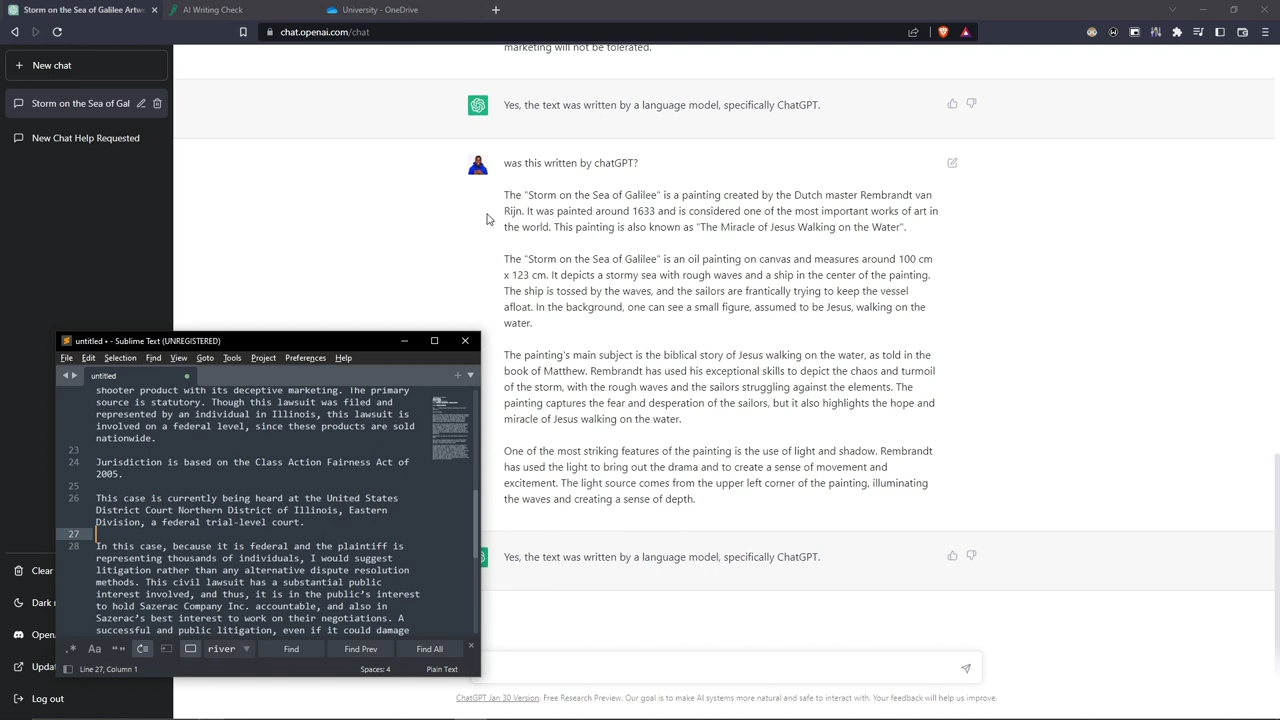 Storm on the Sea of Galilee Artw
AI Writing Check
University - OneDrive
chat.openai.com/chat
New chat
Storm on the Sea of Gal
New Chat Help Requested
marketing will not be tolerated.
Yes, the text was written by a language model, specifically ChatGPT.
was this written by chatGPT?
The "Storm on the Sea of Galilee" is a painting created by the Dutch master Rembrandt van
Rijn. It was painted around 1633 and is considered one of the most important works of art in
the world. This painting is also known as "The Miracle of Jesus Walking on the Water".
The "Storm on the Sea of Galilee" is an oil painting on canvas and measures around 100 cm
x 123 cm. It depicts a stormy sea with rough waves and a ship in the center of the painting.
The ship is tossed by the waves, and the sailors are frantically trying to keep the vessel
afloat. In the background, one can see a small figure, assumed to be Jesus, walking on the
water.
The painting's main subject is the biblical story of Jesus walking on the water, as told in the
book of Matthew. Rembrandt has used his exceptional skills to depict the chaos and turmoil
of the storm, with the rough waves and the sailors struggling against the elements. The
painting captures the fear and desperation of the sailors, but it also highlights the hope and
miracle of Jesus walking on the water.
One of the most striking features of the painting is the use of light and shadow. Rembrandt
has used the light to bring out the drama and to create a sense of movement and
excitement. The light source comes from the upper left corner of the painting, illuminating
the waves and creating a sense of depth.
Yes, the text was written by a language model, specifically ChatGPT.
ChatGPT Jan 30 Version. Free Research Preview. Our goal is to make AI systems more natural and safe to interact with. Your feedback will help us improve.
untitled • - Sublime Text (UNREGISTERED)
File Edit Selection Find View Goto Tools Project Preferences Help
untitled
shooter product with its deceptive marketing. The primary
source is statutory. Though this lawsuit was filed and
represented by an individual in Illinois, this lawsuit is
involved on a federal level, since these products are sold
nationwide.
23
24 Jurisdiction is based on the Class Action Fairness Act of
2005.
25
26 This case is currently being heard at the United States
District Court Northern District of Illinois, Eastern
Division, a federal trial-level court.
27
28 In this case, because it is federal and the plaintiff is
representing thousands of individuals, I would suggest
litigation rather than any alternative dispute resolution
methods. This civil lawsuit has a substantial public
interest involved, and thus, it is in the public's interest
to hold Sazerac Company Inc. accountable, and also in
Sazerac's best interest to work on their negotiations. A
successful and public litigation, even if it could damage
.* Aa “” river Find Find Prev Find All
Line 27, Column 1 Spaces: 4 Plain Text
Clear
Dark m
Open
Updat
Log out